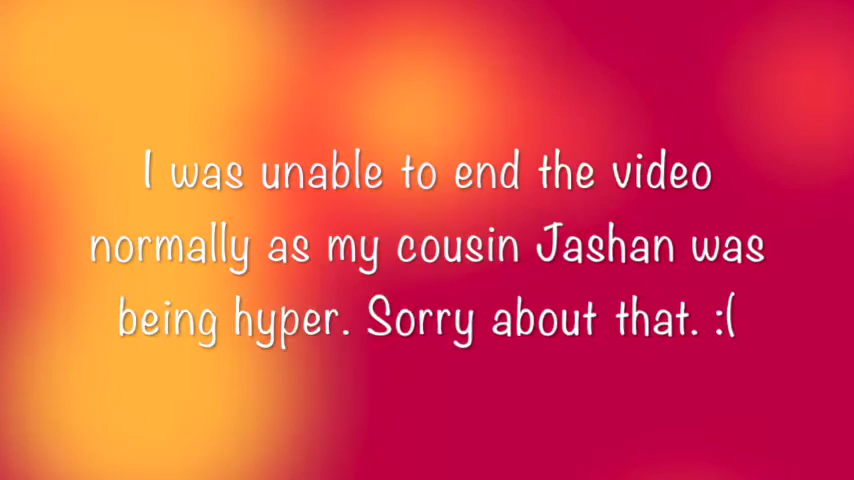 I was unable to end the video
normally as my cousin Jashan was
being hyper. Sorry about that. :(